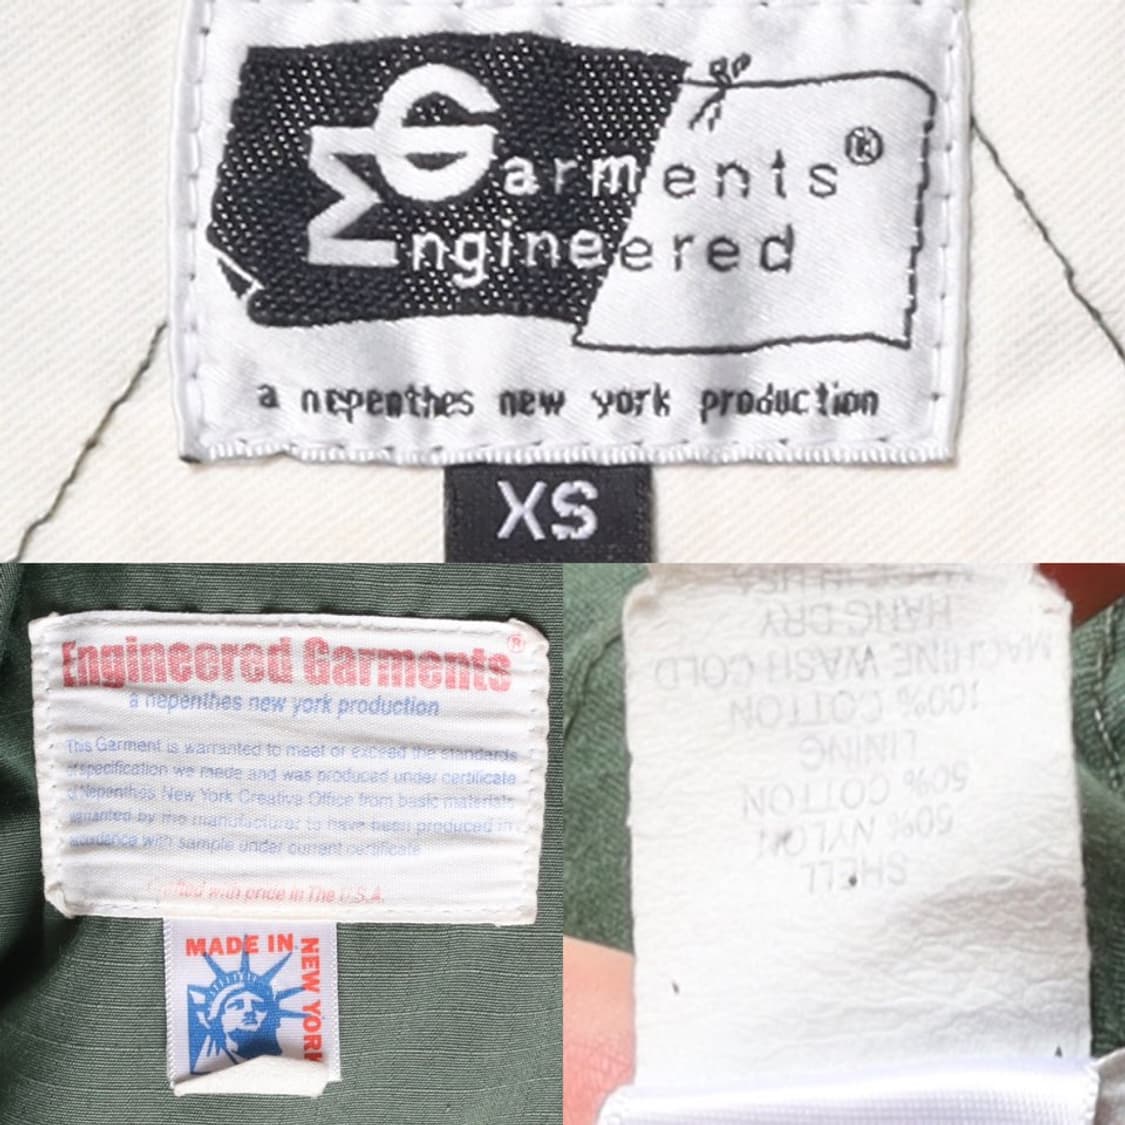 Garments®
Engineered
a nepenthes new york production
XS
Engineered Garments®
a nepenthes new york production
This Garment is warranted to meet or exceed the standards
of specification we made and was produced under certificate
of Nepenthes New York Creative Office from basic materials
warranted by the manufacturer to have been produced in
accordance with sample under current certificate
Crafted with price in The U.S.A.
MADE IN NEW YORK
SHELL
50% NYLON
50% COTTON
LINING
100% COTTON
MACHINE WASH COLD
HANG DRY
MADE IN USA